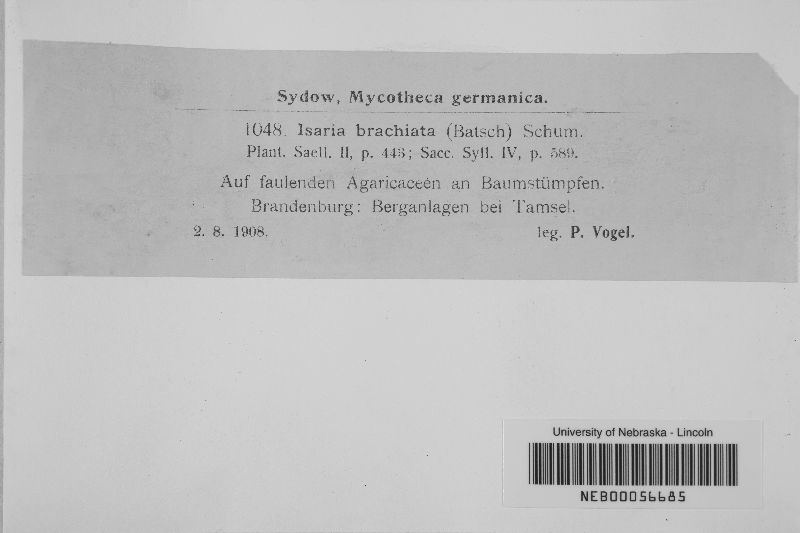 Sydow, Mycotheca germanica.
1048. Isaria brachiata (Batsch) Schum.
Plant. Saell. II, p. 443; Sacc. Syll. IV, p. 589.
Auf faulenden Agaricaceen an Baumstümpfen.
Brandenburg: Berganlagen bei Tamsel.
2. 8. 1908. leg. P. Vogel.
University of Nebraska - Lincoln
NEB00056685